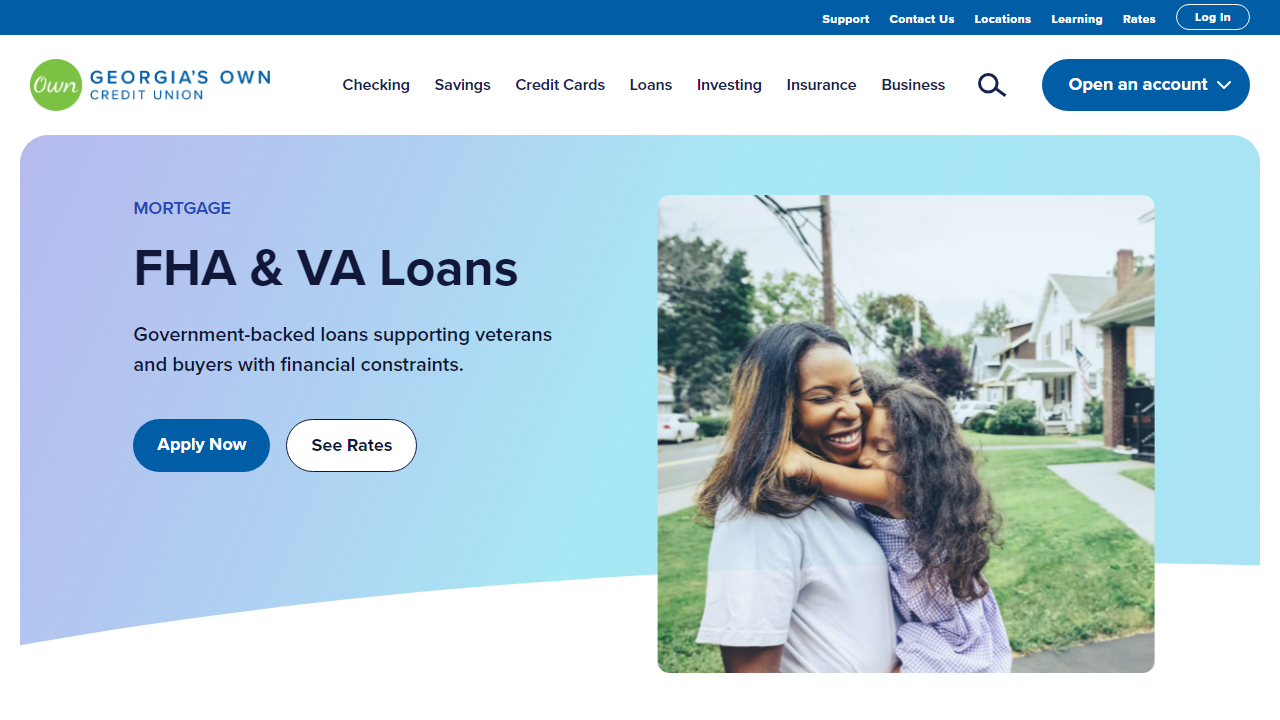 Support Contact Us Locations Learning Rates Log In
Own GEORGIA'S OWN
CREDIT UNION
Checking Savings Credit Cards Loans Investing Insurance Business Open an account
MORTGAGE
FHA & VA Loans
Government-backed loans supporting veterans
and buyers with financial constraints.
Apply Now See Rates